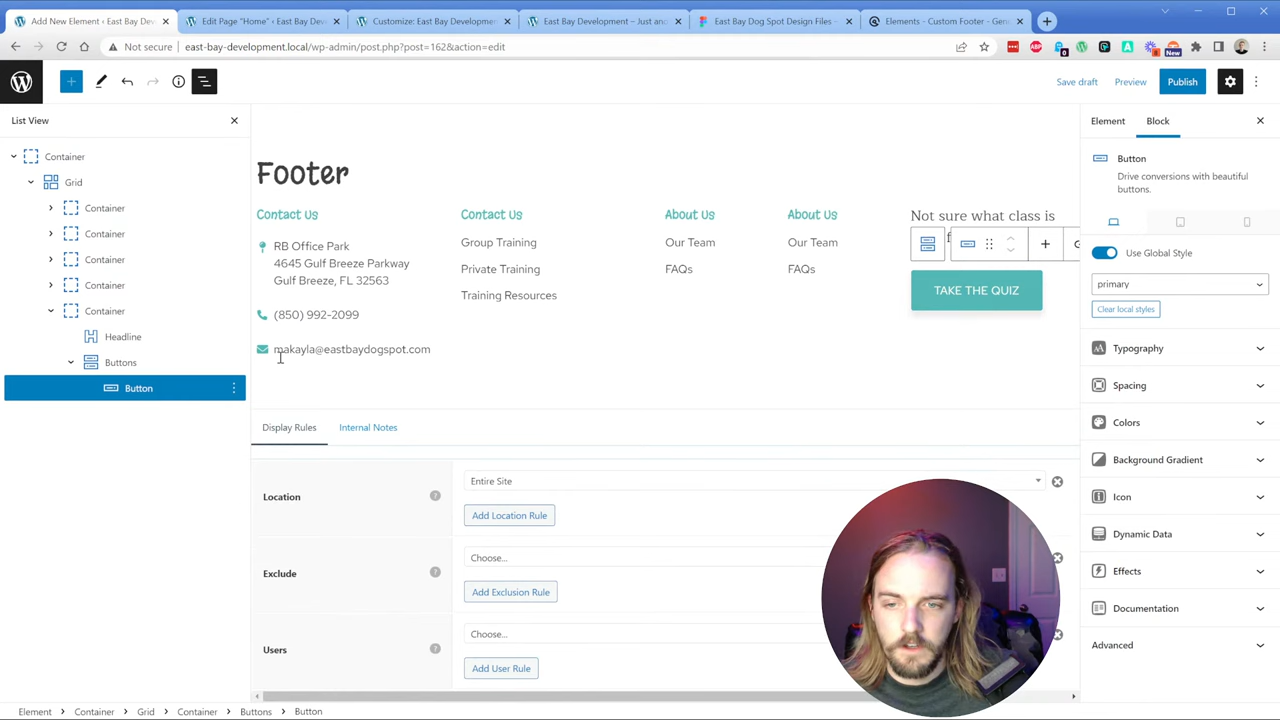 Add New Element ‹ East Bay Deve
Edit Page “Home” ‹ East Bay Deve
Customize: East Bay Development
East Bay Development – Just an
East Bay Dog Spot Design Files –
Elements - Custom Footer - Gene
Not secure
east-bay-development.local/wp-admin/post.php?post=162&action=edit
New
Save draft
Preview
Publish
List View
Container
Grid
Container
Container
Container
Container
Container
Headline
Buttons
Button
Footer
Contact Us
RB Office Park
4645 Gulf Breeze Parkway
Gulf Breeze, FL 32563
(850) 992-2099
makayla@eastbaydogspot.com
Contact Us
Group Training
Private Training
Training Resources
About Us
Our Team
FAQs
About Us
Our Team
FAQs
Not sure what class is
TAKE THE QUIZ
Display Rules
Internal Notes
Location
Entire Site
Add Location Rule
Exclude
Choose...
Add Exclusion Rule
Users
Choose...
Add User Rule
Element
Block
Button
Drive conversions with beautiful
buttons.
Use Global Style
primary
Clear local styles
Typography
Spacing
Colors
Background Gradient
Icon
Dynamic Data
Effects
Documentation
Advanced
Element
Container
Grid
Container
Buttons
Button